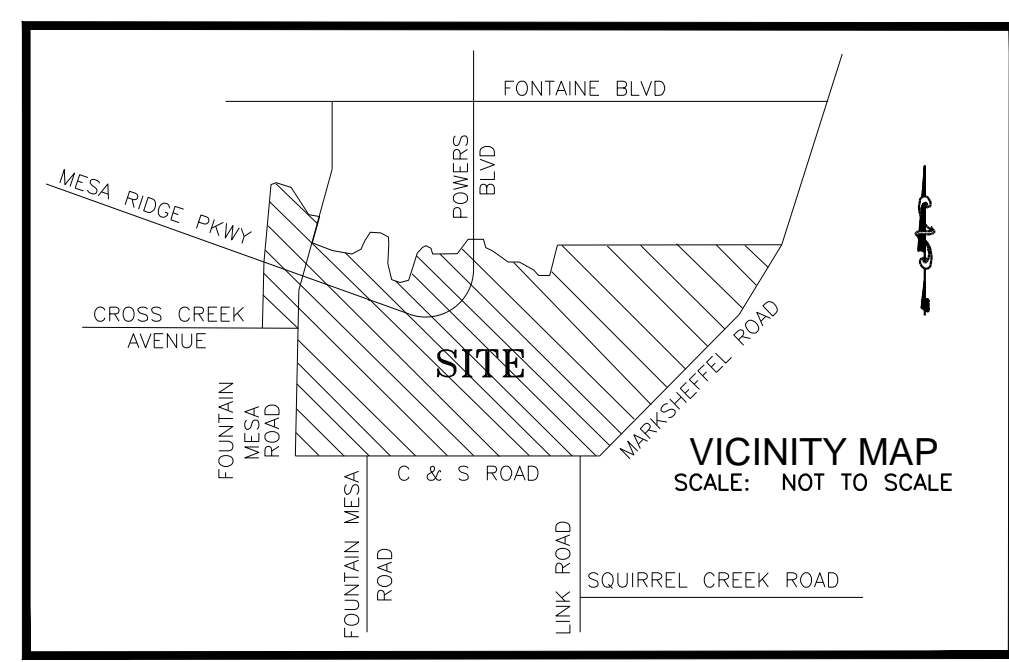 FONTAINE BLVD
POWERS
BLVD
MESA RIDGE PKWY
CROSS CREEK
AVENUE
SITE
MARKSHEFFEL ROAD
FOUNTAIN
MESA
ROAD
VICINITY MAP
SCALE: NOT TO SCALE
C & S ROAD
FOUNTAIN MESA
ROAD
LINK ROAD
SQUIRREL CREEK ROAD